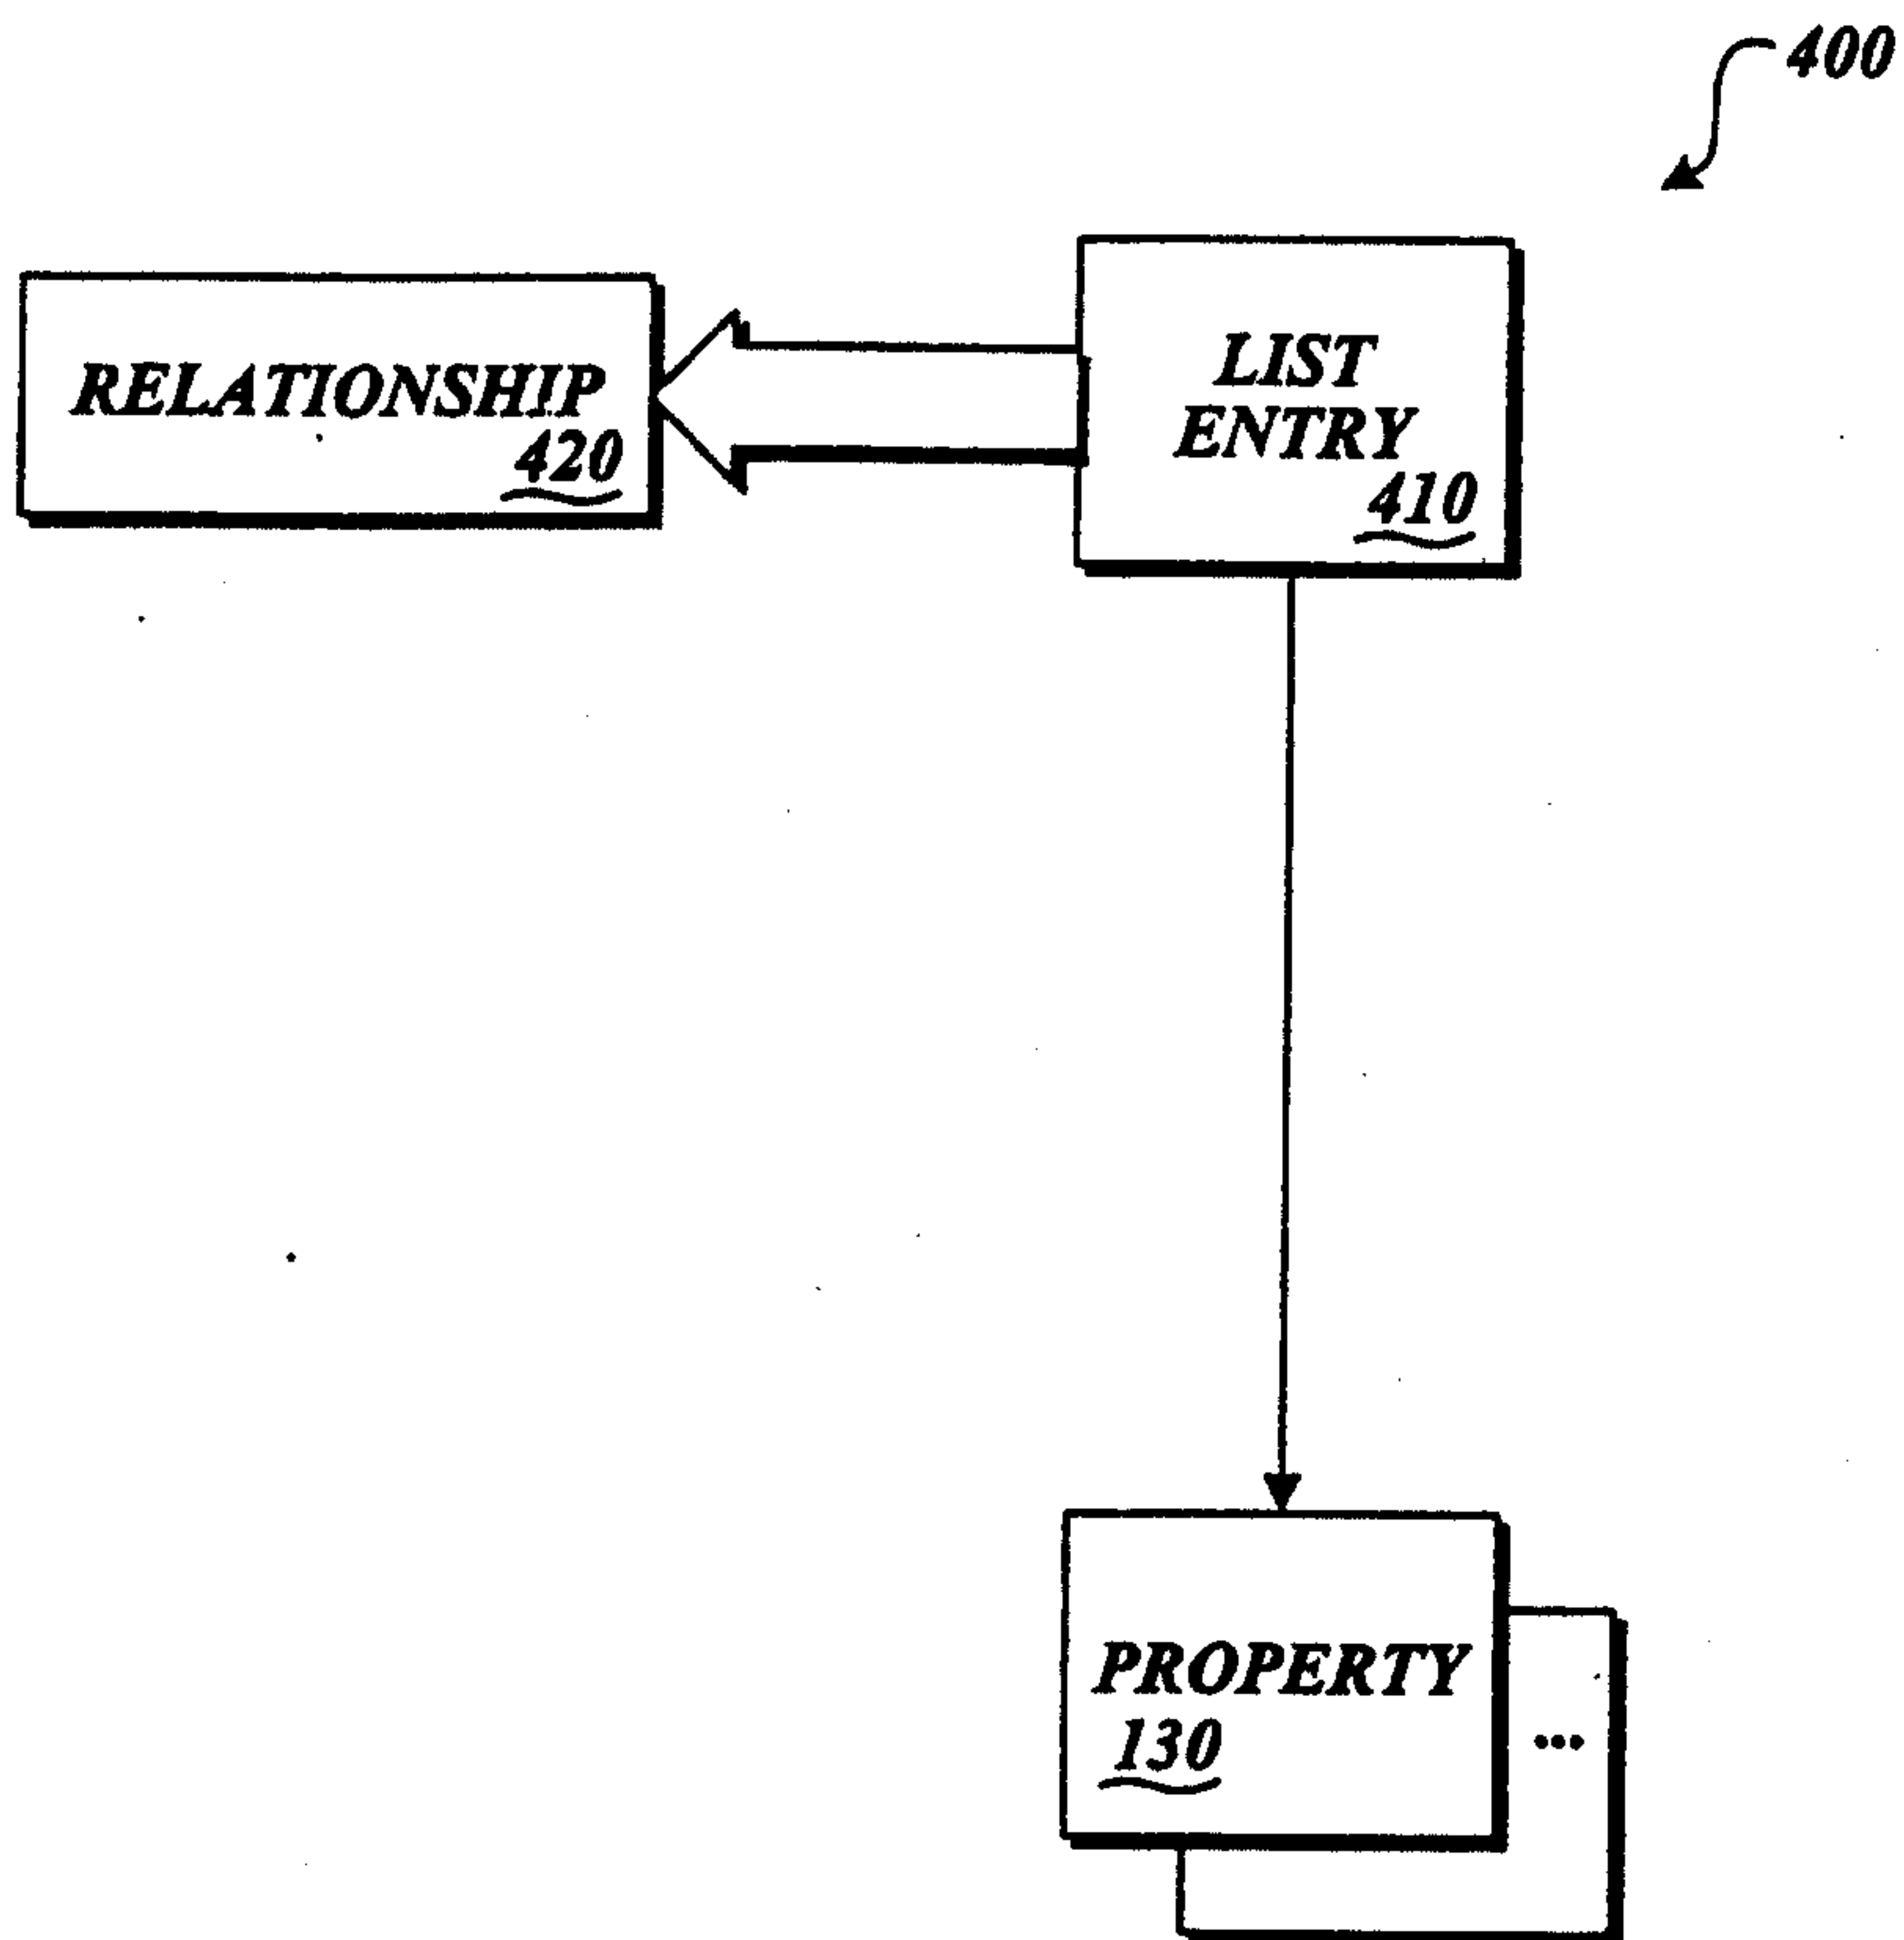 400
RELATIONSHIP
420
LIST
ENTRY
410
PROPERTY
130
...